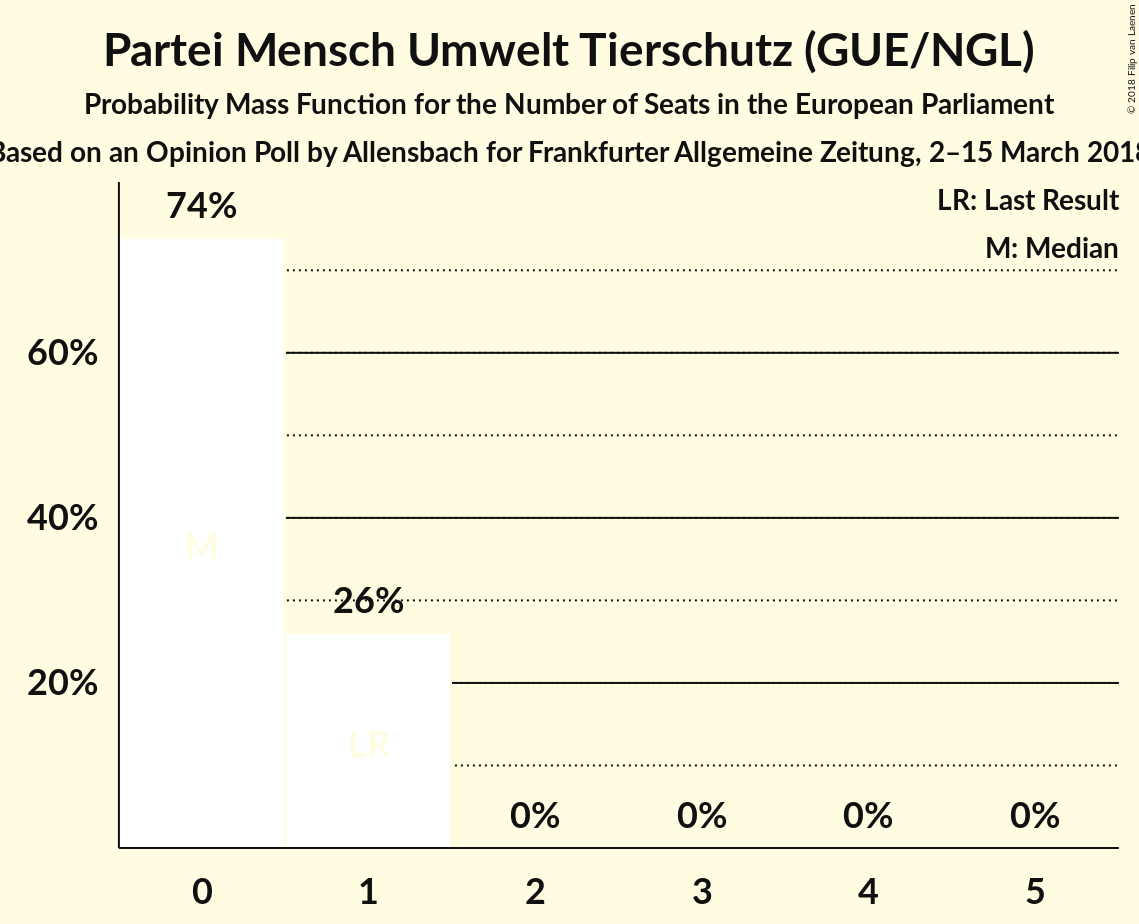 Partei Mensch Umwelt Tierschutz (GUE/NGL)
Probability Mass Function for the Number of Seats in the European Parliament
Based on an Opinion Poll by Allensbach for Frankfurter Allgemeine Zeitung, 2–15 March 2018
© 2018 Filip van Laenen
LR: Last Result
M: Median
74%
60%
40%
M
26%
20%
LR
0% 0% 0% 0%
0 1 2 3 4 5